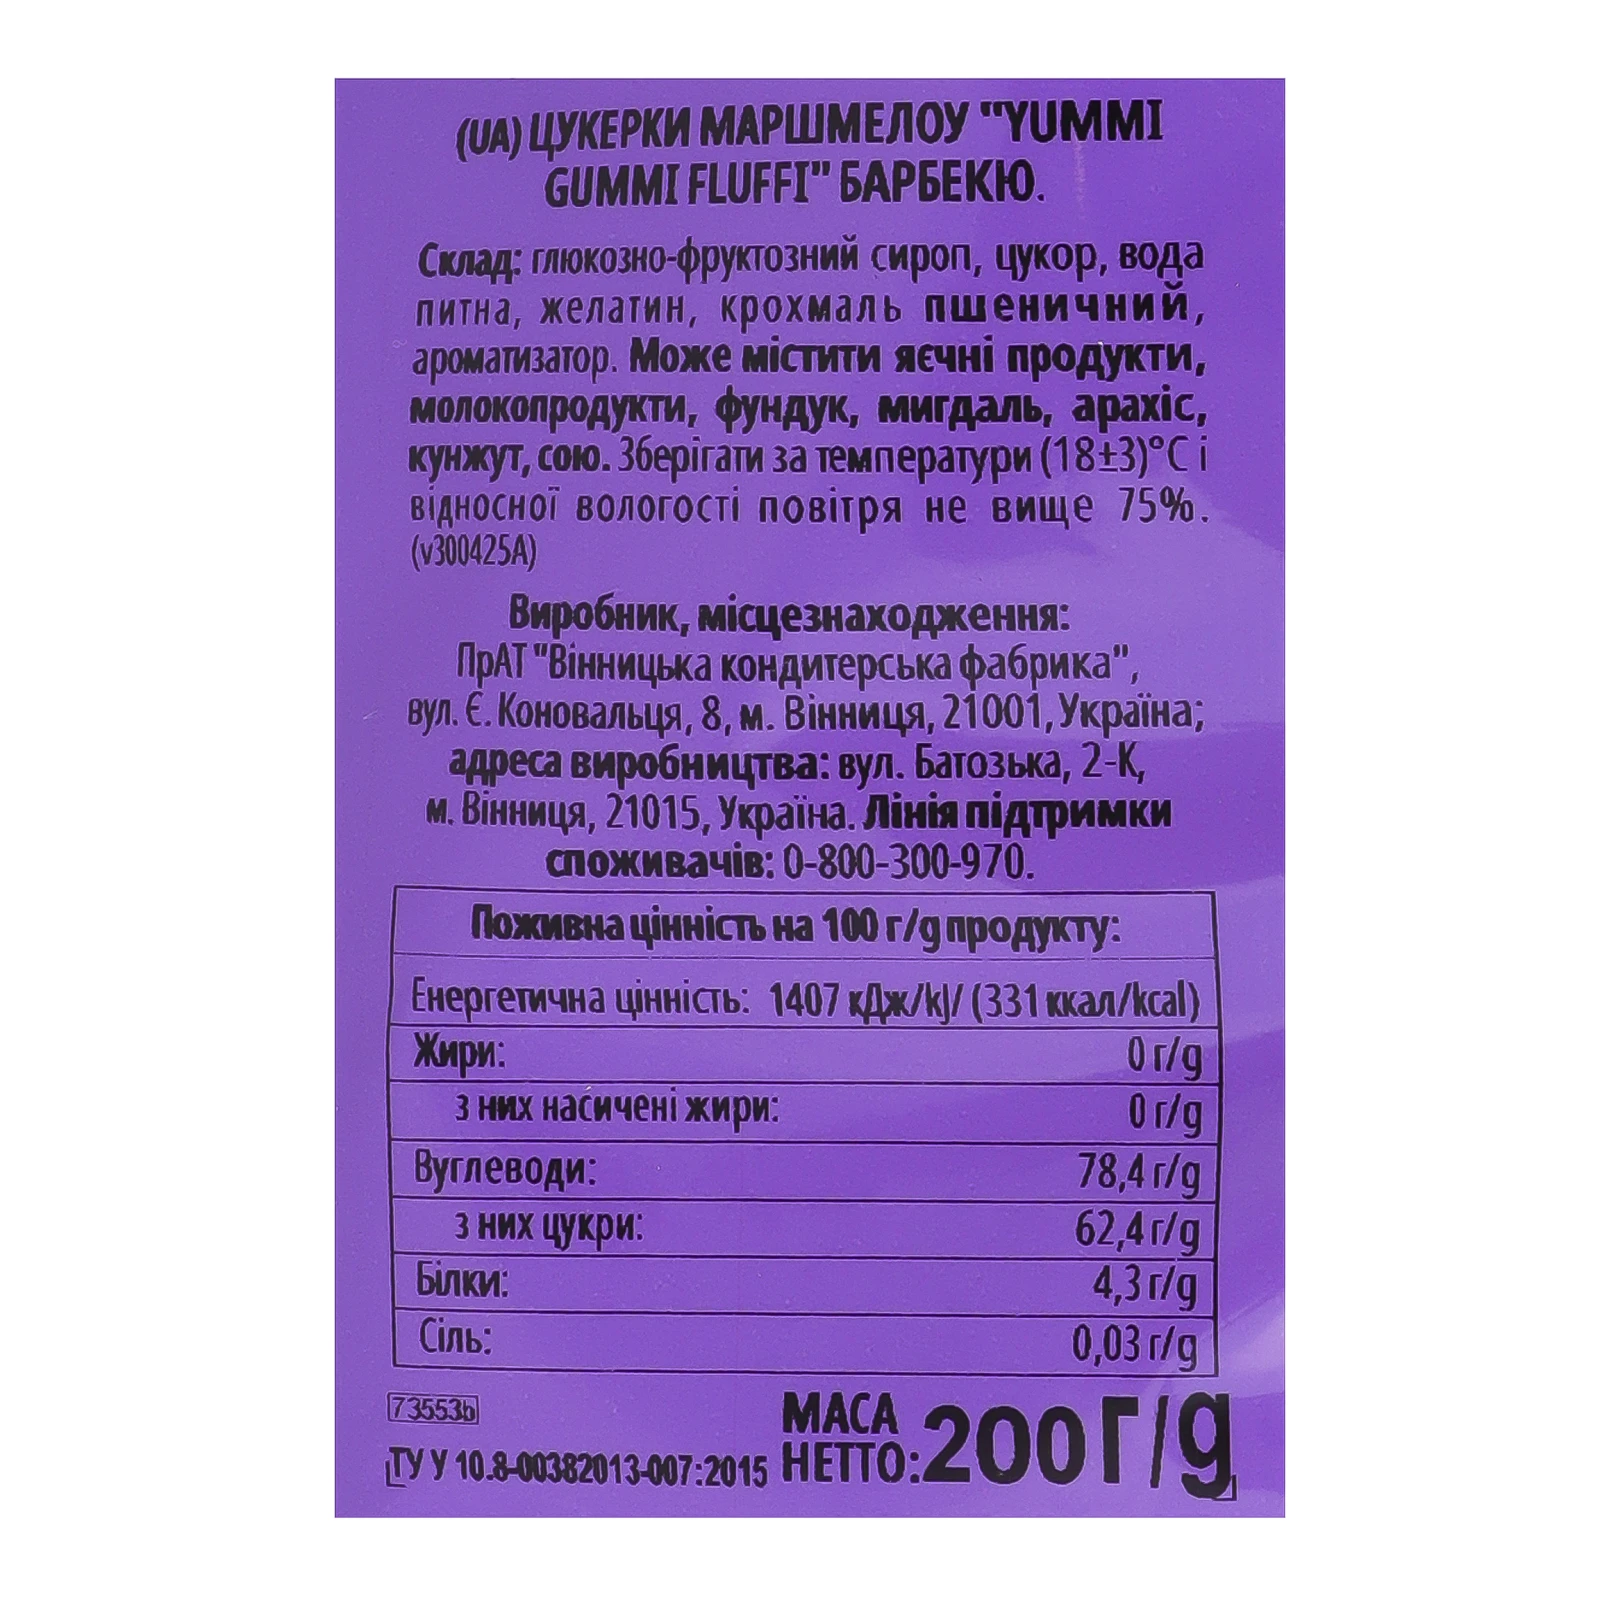 (UA) ЦУКЕРКИ МАРШМЕЛОУ "YUMMI
GUMMI FLUFFI" БАРБЕКЮ.
Склад: глюкозно-фруктозний сироп, цукор, вода
питна, желатин, крохмаль пшеничний,
ароматизатор. Може містити яєчні продукти,
молокопродукти, фундук, мигдаль, арахіс,
кунжут, сою. Зберігати за температури (18±3)°С і
відносної вологості повітря не вище 75%.
(v300425A)
Виробник, місцезнаходження:
ПрАТ "Вінницька кондитерська фабрика",
вул. Є. Коновальця, 8, м. Вінниця, 21001, Україна;
адреса виробництва: вул. Батозька, 2-К,
м. Вінниця, 21015, Україна. Лінія підтримки
споживачів: 0-800-300-970.
Поживна цінність на 100 г/g продукту:
Енергетична цінність: 1407 кДж/kJ/ (331 ккал/kcal)
Жири: 0 г/g
з них насичені жири: 0 г/g
Вуглеводи: 78,4 г/g
з них цукри: 62,4 г/g
Білки: 4,3 г/g
Сіль: 0,03 г/g
73553b
ТУ У 10.8-00382013-007:2015
МАСА
НЕТТО: 200 Г/g